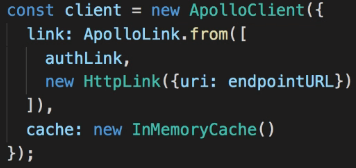 const client = new ApolloClient({
  link: ApolloLink.from([
    authLink,
    new HttpLink({uri: endpointURL})
  ]),
  cache: new InMemoryCache()
});